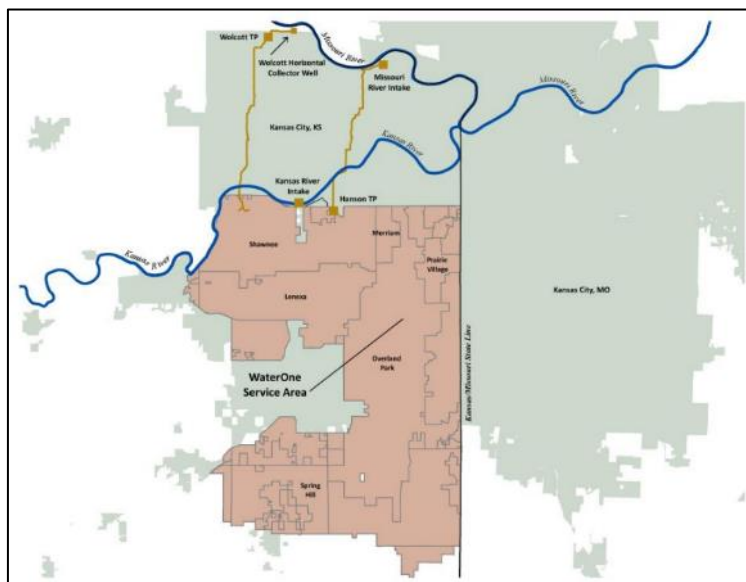 Wolcott TP
Wolcott Horizontal
Collector Well
Missouri River
Missouri
River Intake
Missouri River
Kansas City, KS
Kansas River
Kansas River
Intake
Hanson TP
Shawnee
Merriam
Prairie
Village
Kansas River
Lenexa
Kansas City, MO
Overland
Park
WaterOne
Service Area
Kansas/Missouri State Line
Spring
Hill